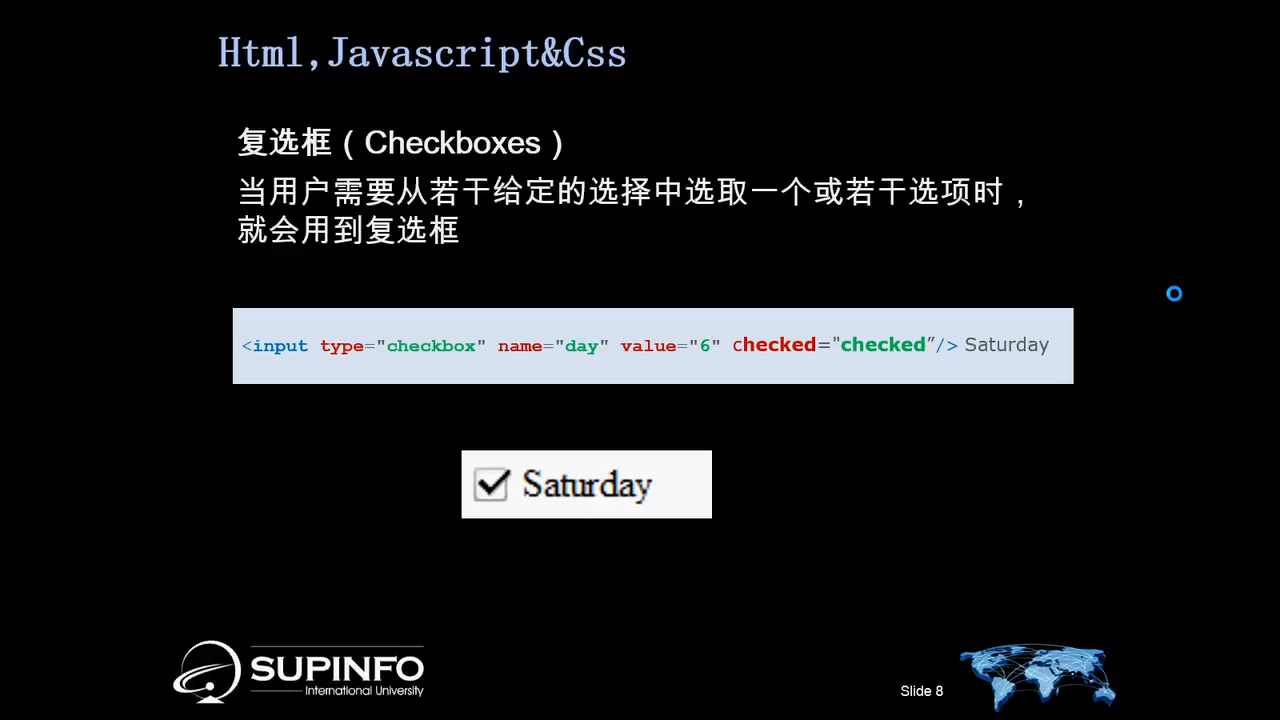 Html,Javascript&Css
复选框（Checkboxes）
当用户需要从若干给定的选择中选取一个或若干选项时，
就会用到复选框
<input type="checkbox" name="day" value="6" checked="checked”/> Saturday
Saturday
SUPINFO
International University
Slide 8